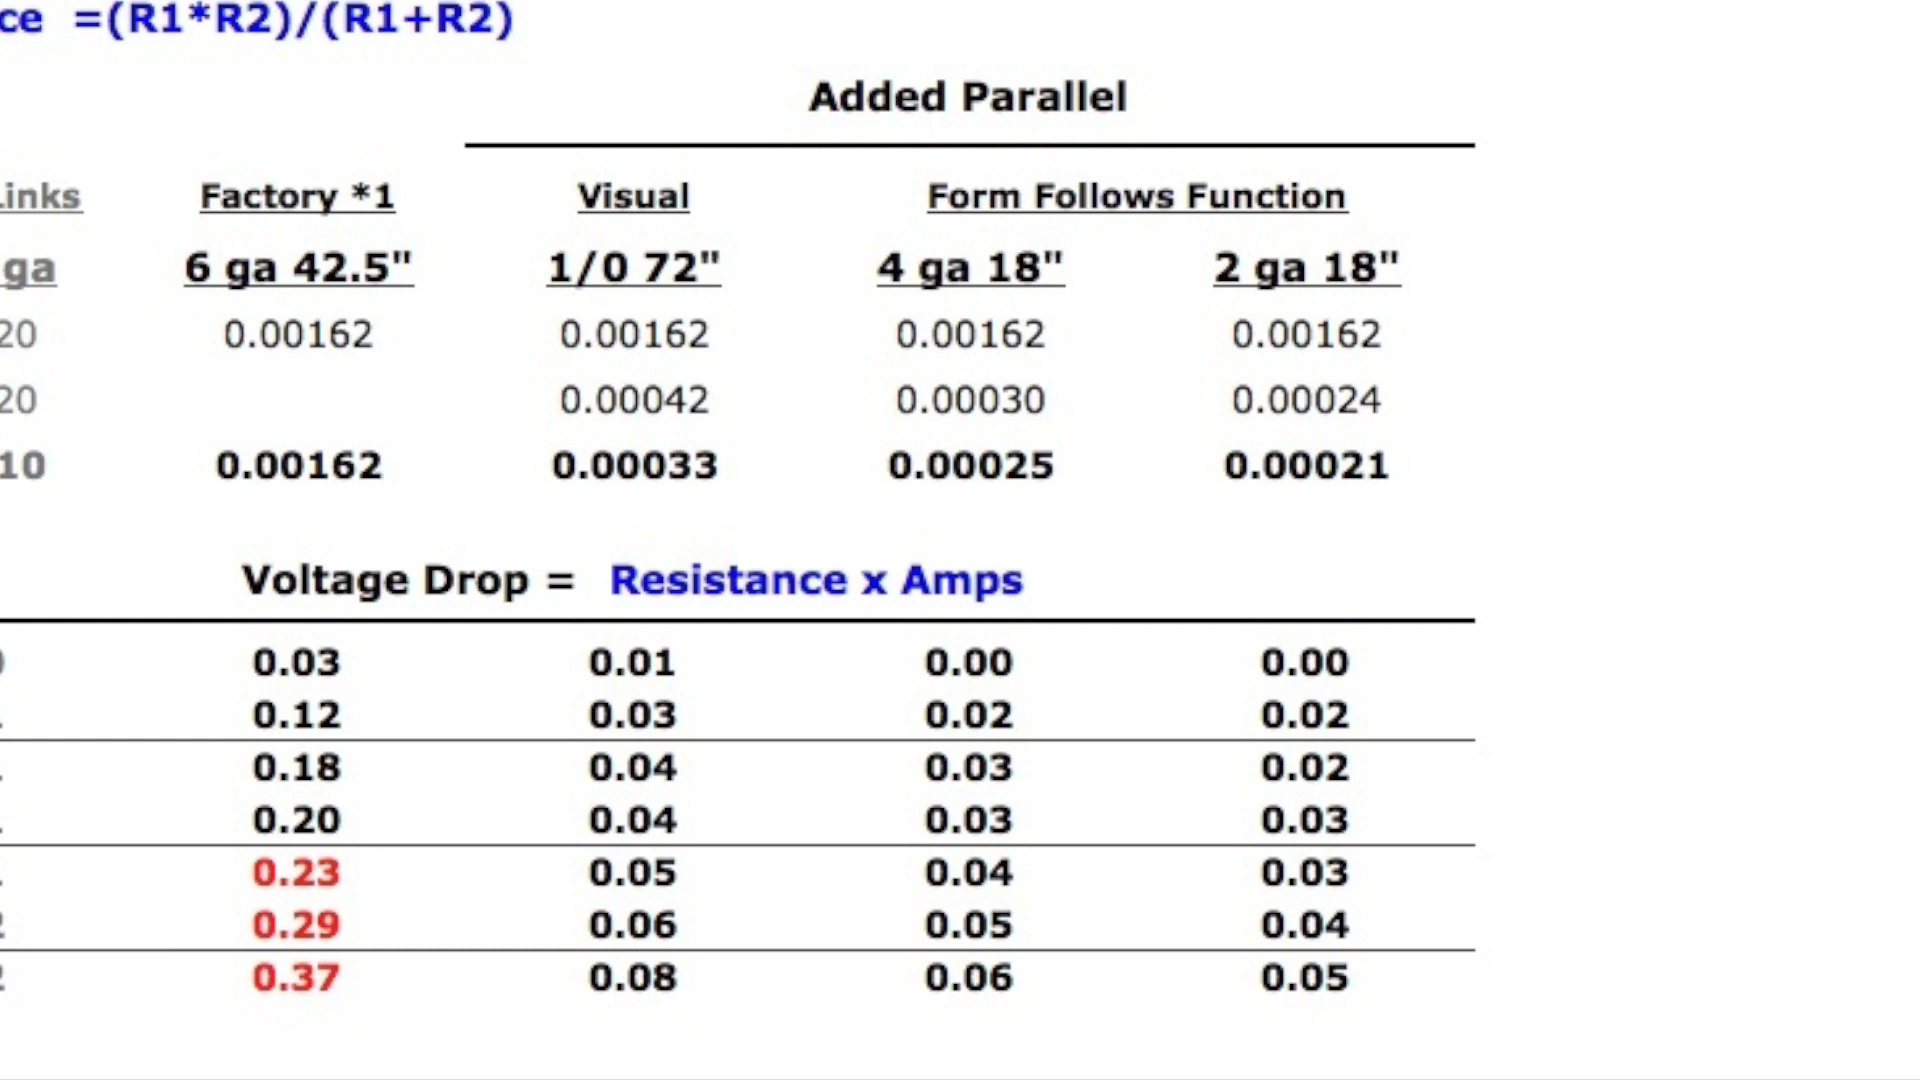 =(R1*R2)/(R1+R2)
Added Parallel
Factory *1 Visual Form Follows Function
ga 6 ga 42.5" 1/0 72" 4 ga 18" 2 ga 18"
20 0.00162 0.00162 0.00162 0.00162
20 0.00042 0.00030 0.00024
10 0.00162 0.00033 0.00025 0.00021
Voltage Drop = Resistance x Amps
0.03 0.01 0.00 0.00
0.12 0.03 0.02 0.02
0.18 0.04 0.03 0.02
0.20 0.04 0.03 0.03
0.23 0.05 0.04 0.03
0.29 0.06 0.05 0.04
0.37 0.08 0.06 0.05